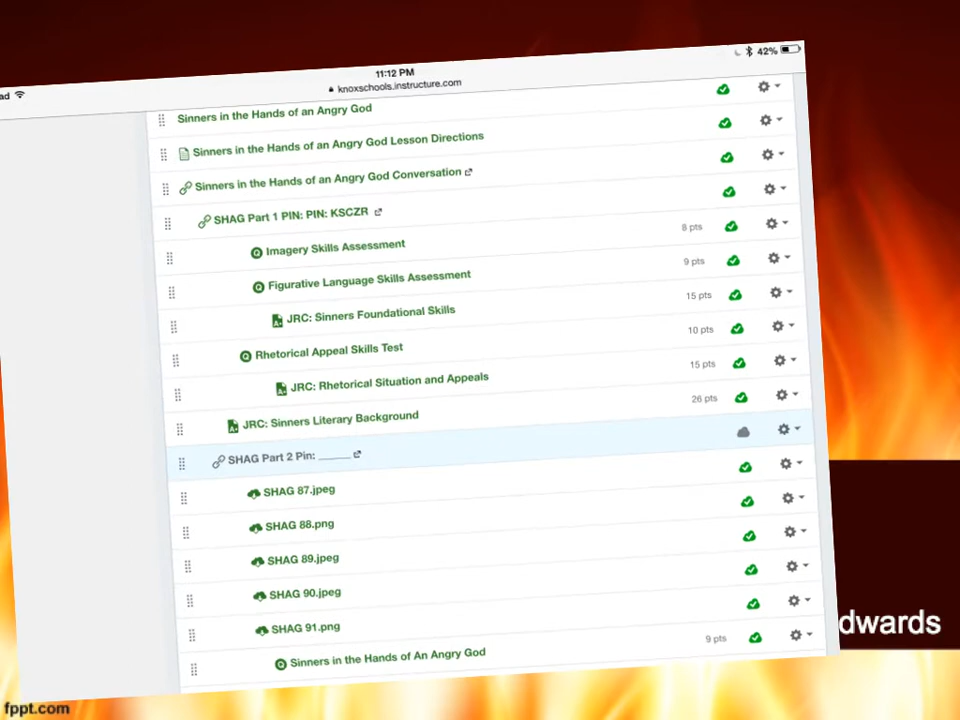 ad
11:12 PM
42%
knoxschools.instructure.com
Sinners in the Hands of an Angry God
Sinners in the Hands of an Angry God Lesson Directions
Sinners in the Hands of an Angry God Conversation
SHAG Part 1 PIN: PIN: KSCZR
Imagery Skills Assessment 8 pts
Figurative Language Skills Assessment 9 pts
JRC: Sinners Foundational Skills 15 pts
Rhetorical Appeal Skills Test 10 pts
JRC: Rhetorical Situation and Appeals 15 pts
JRC: Sinners Literary Background 26 pts
SHAG Part 2 Pin: _____
SHAG 87.jpeg
SHAG 88.png
SHAG 89.jpeg
SHAG 90.jpeg
SHAG 91.png
Sinners in the Hands of An Angry God 9 pts
dwards
fppt.com